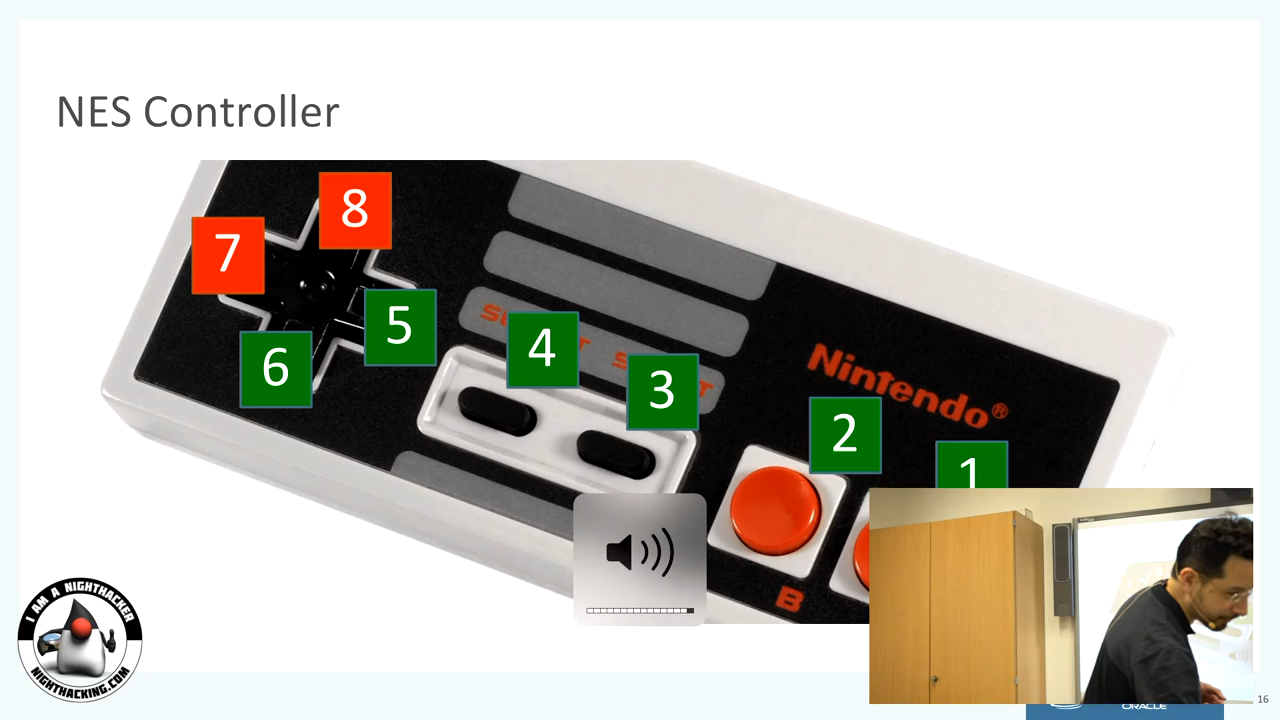 NES Controller
8
7
5
6
4
3
2
1
Nintendo®
B
I AM A NIGHTHACKER
NIGHTHACKING.COM
ORACLE
16